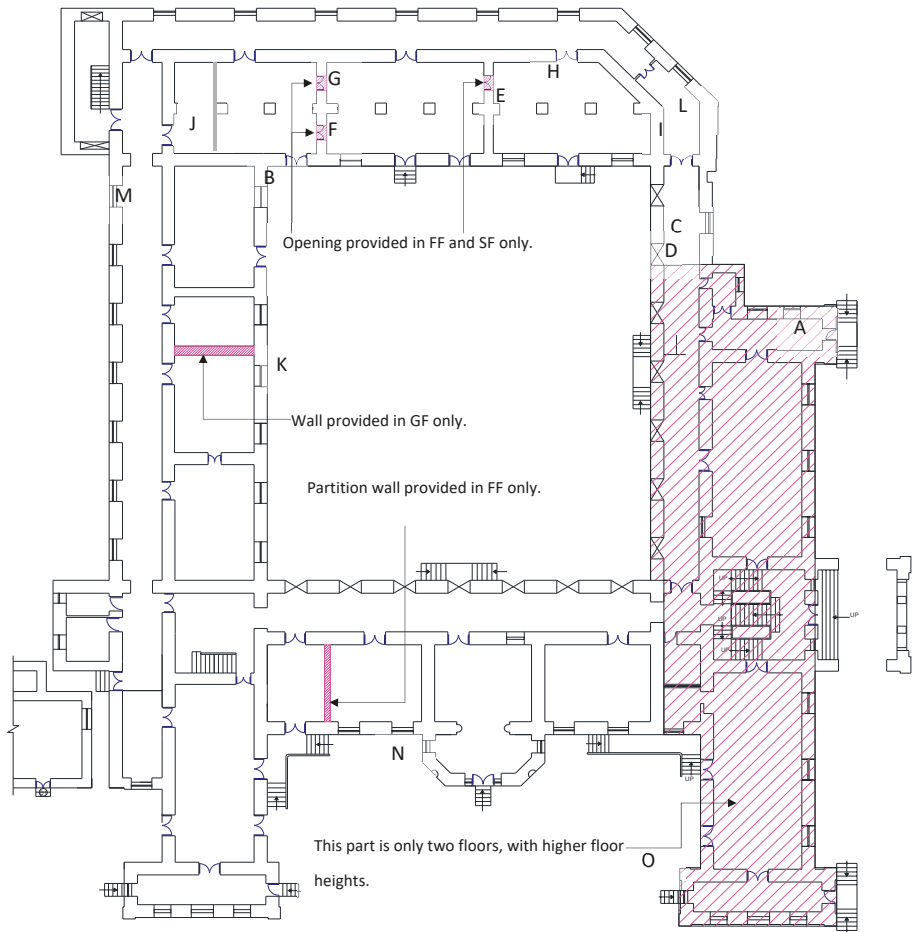 G
H
E
L
J
F
I
B
M
C
Opening provided in FF and SF only.
D
A
K
Wall provided in GF only.
Partition wall provided in FF only.
UP
UP
UP
UP
N
UP
This part is only two floors, with higher floor
O
heights.